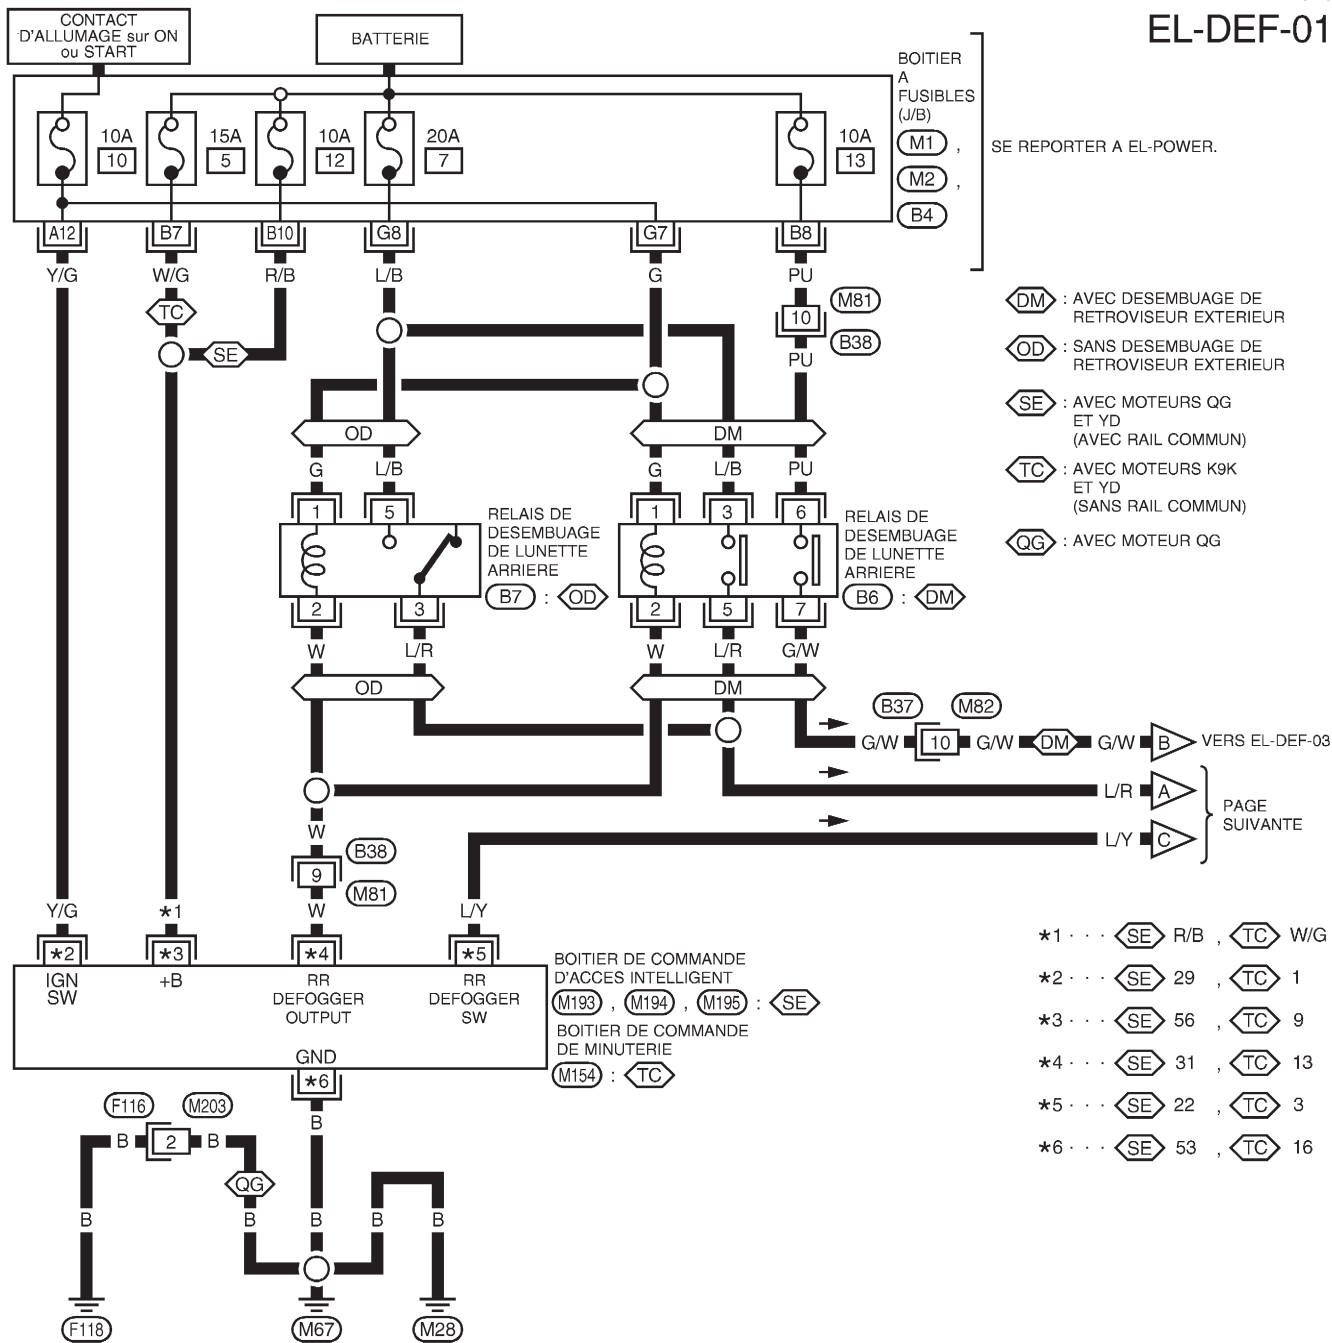 EL-DEF-01
CONTACT
D'ALLUMAGE sur ON
ou START
BATTERIE
BOITIER
A
FUSIBLES
(J/B)
M1 ,
M2 ,
B4
SE REPORTER A EL-POWER.
10A
10
15A
5
10A
12
20A
7
10A
13
A12 B7 B10 G8 G7 B8
Y/G W/G R/B L/B G PU
TC
SE
M81
10
B38
PU
DM : AVEC DESEMBUAGE DE
RETROVISEUR EXTERIEUR
OD : SANS DESEMBUAGE DE
RETROVISEUR EXTERIEUR
SE : AVEC MOTEURS QG
ET YD
(AVEC RAIL COMMUN)
TC : AVEC MOTEURS K9K
ET YD
(SANS RAIL COMMUN)
QG : AVEC MOTEUR QG
OD DM
G L/B G L/B PU
1 5 1 3 6
RELAIS DE
DESEMBUAGE
DE LUNETTE
ARRIERE
B7 : OD
RELAIS DE
DESEMBUAGE
DE LUNETTE
ARRIERE
B6 : DM
2 3 2 5 7
W L/R W L/R G/W
OD DM
B37 M82
G/W 10 G/W DM G/W B VERS EL-DEF-03
L/R A
L/Y C
PAGE
SUIVANTE
W
B38
9
M81
Y/G *1 W L/Y
*2 *3 *4 *5
IGN
SW
+B
RR
DEFOGGER
OUTPUT
RR
DEFOGGER
SW
GND
*6
BOITIER DE COMMANDE
D'ACCES INTELLIGENT
M193 , M194 , M195 : SE
BOITIER DE COMMANDE
DE MINUTERIE
M154 : TC
*1 · · · SE R/B , TC W/G
*2 · · · SE 29 , TC 1
*3 · · · SE 56 , TC 9
*4 · · · SE 31 , TC 13
*5 · · · SE 22 , TC 3
*6 · · · SE 53 , TC 16
F116 M203
B 2 B
B
QG
B B B B B
F118 M67 M28